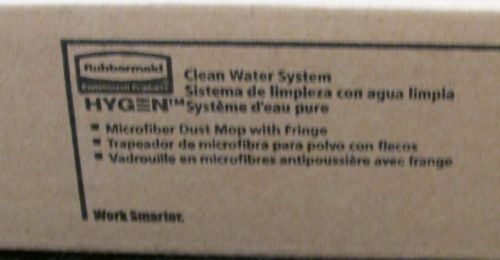 Rubbermaid
Commercial Products
HYGEN™
Clean Water System
Sistema de limpieza con agua limpia
Système d'eau pure
Microfiber Dust Mop with Fringe
Trapeador de microfibra para polvo con flecos
Vadrouille en microfibres antipoussière avec frange
Work Smarter.